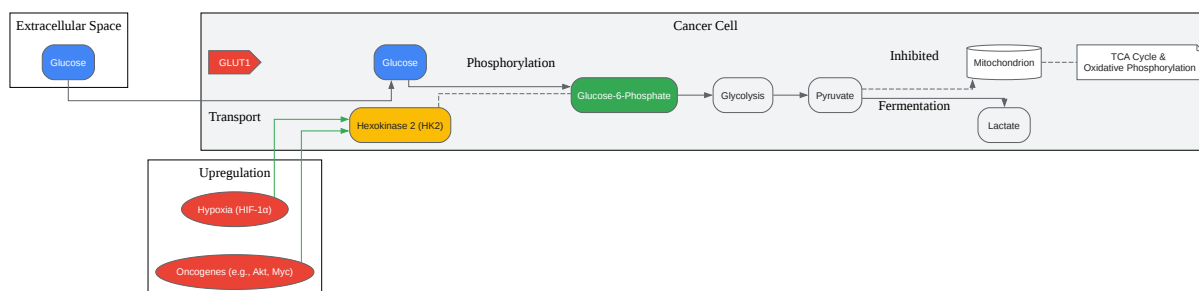 Extracellular Space
Glucose
Cancer Cell
GLUT1
Glucose
Transport
Phosphorylation
Hexokinase 2 (HK2)
Glucose-6-Phosphate
Glycolysis
Pyruvate
Inhibited
Mitochondrion
TCA Cycle &
Oxidative Phosphorylation
Fermentation
Lactate
Upregulation
Hypoxia (HIF-1α)
Oncogenes (e.g., Akt, Myc)